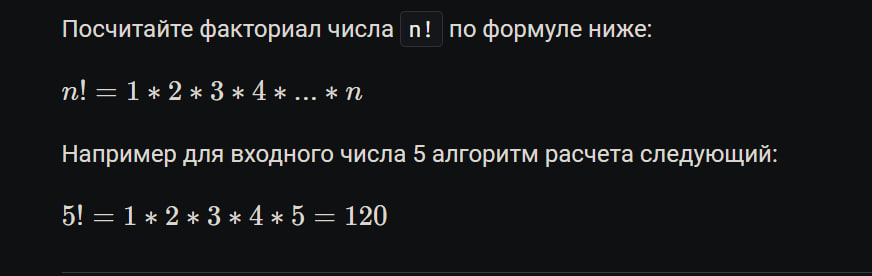 Посчитайте факториал числа n! по формуле ниже:
n! = 1 * 2 * 3 * 4 * ... * n
Например для входного числа 5 алгоритм расчета следующий:
5! = 1 * 2 * 3 * 4 * 5 = 120